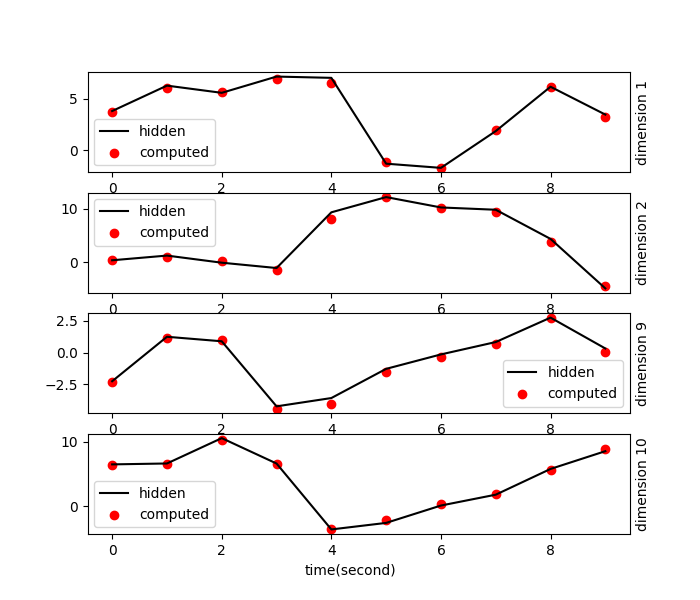 5
0
hidden
computed
0 2 4 6 8
dimension 1
10
0
hidden
computed
0 2 4 6 8
dimension 2
2.5
0.0
−2.5
hidden
computed
0 2 4 6 8
dimension 9
10
0
hidden
computed
0 2 4 6 8
dimension 10
time(second)